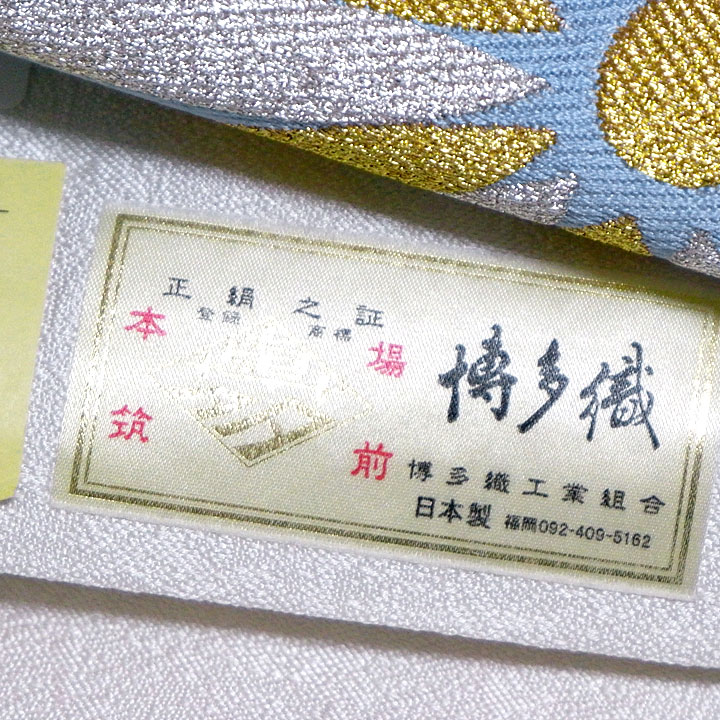 正絹之証
登録 商標
本場
筑前
博多織
博多織工業組合
日本製 福岡092-409-5162